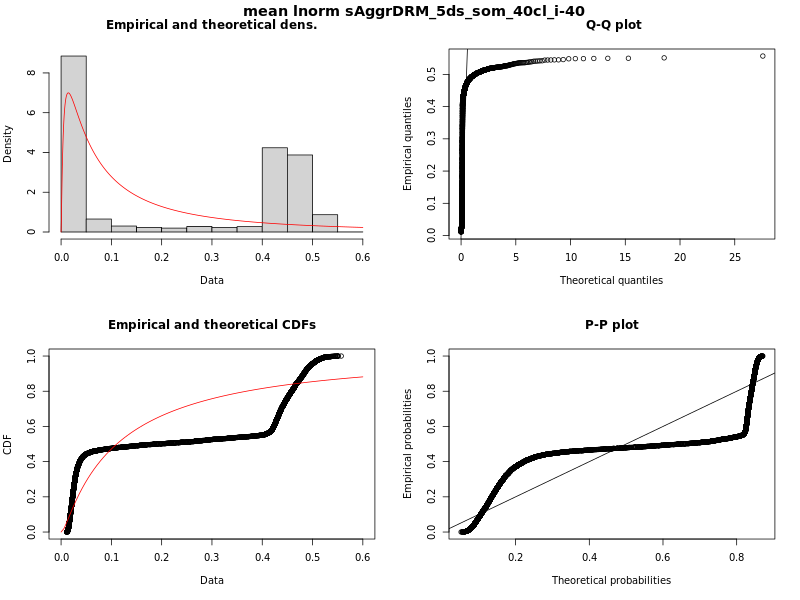 mean lnorm sAggrDRM_5ds_som_40cl_i-40
Empirical and theoretical dens.
Density
0 2 4 6 8
0.0 0.1 0.2 0.3 0.4 0.5 0.6
Data
Q-Q plot
Empirical quantiles
0.0 0.1 0.2 0.3 0.4 0.5
0 5 10 15 20 25
Theoretical quantiles
Empirical and theoretical CDFs
CDF
0.0 0.2 0.4 0.6 0.8 1.0
0.0 0.1 0.2 0.3 0.4 0.5 0.6
Data
P-P plot
Empirical probabilities
0.0 0.2 0.4 0.6 0.8 1.0
0.2 0.4 0.6 0.8
Theoretical probabilities